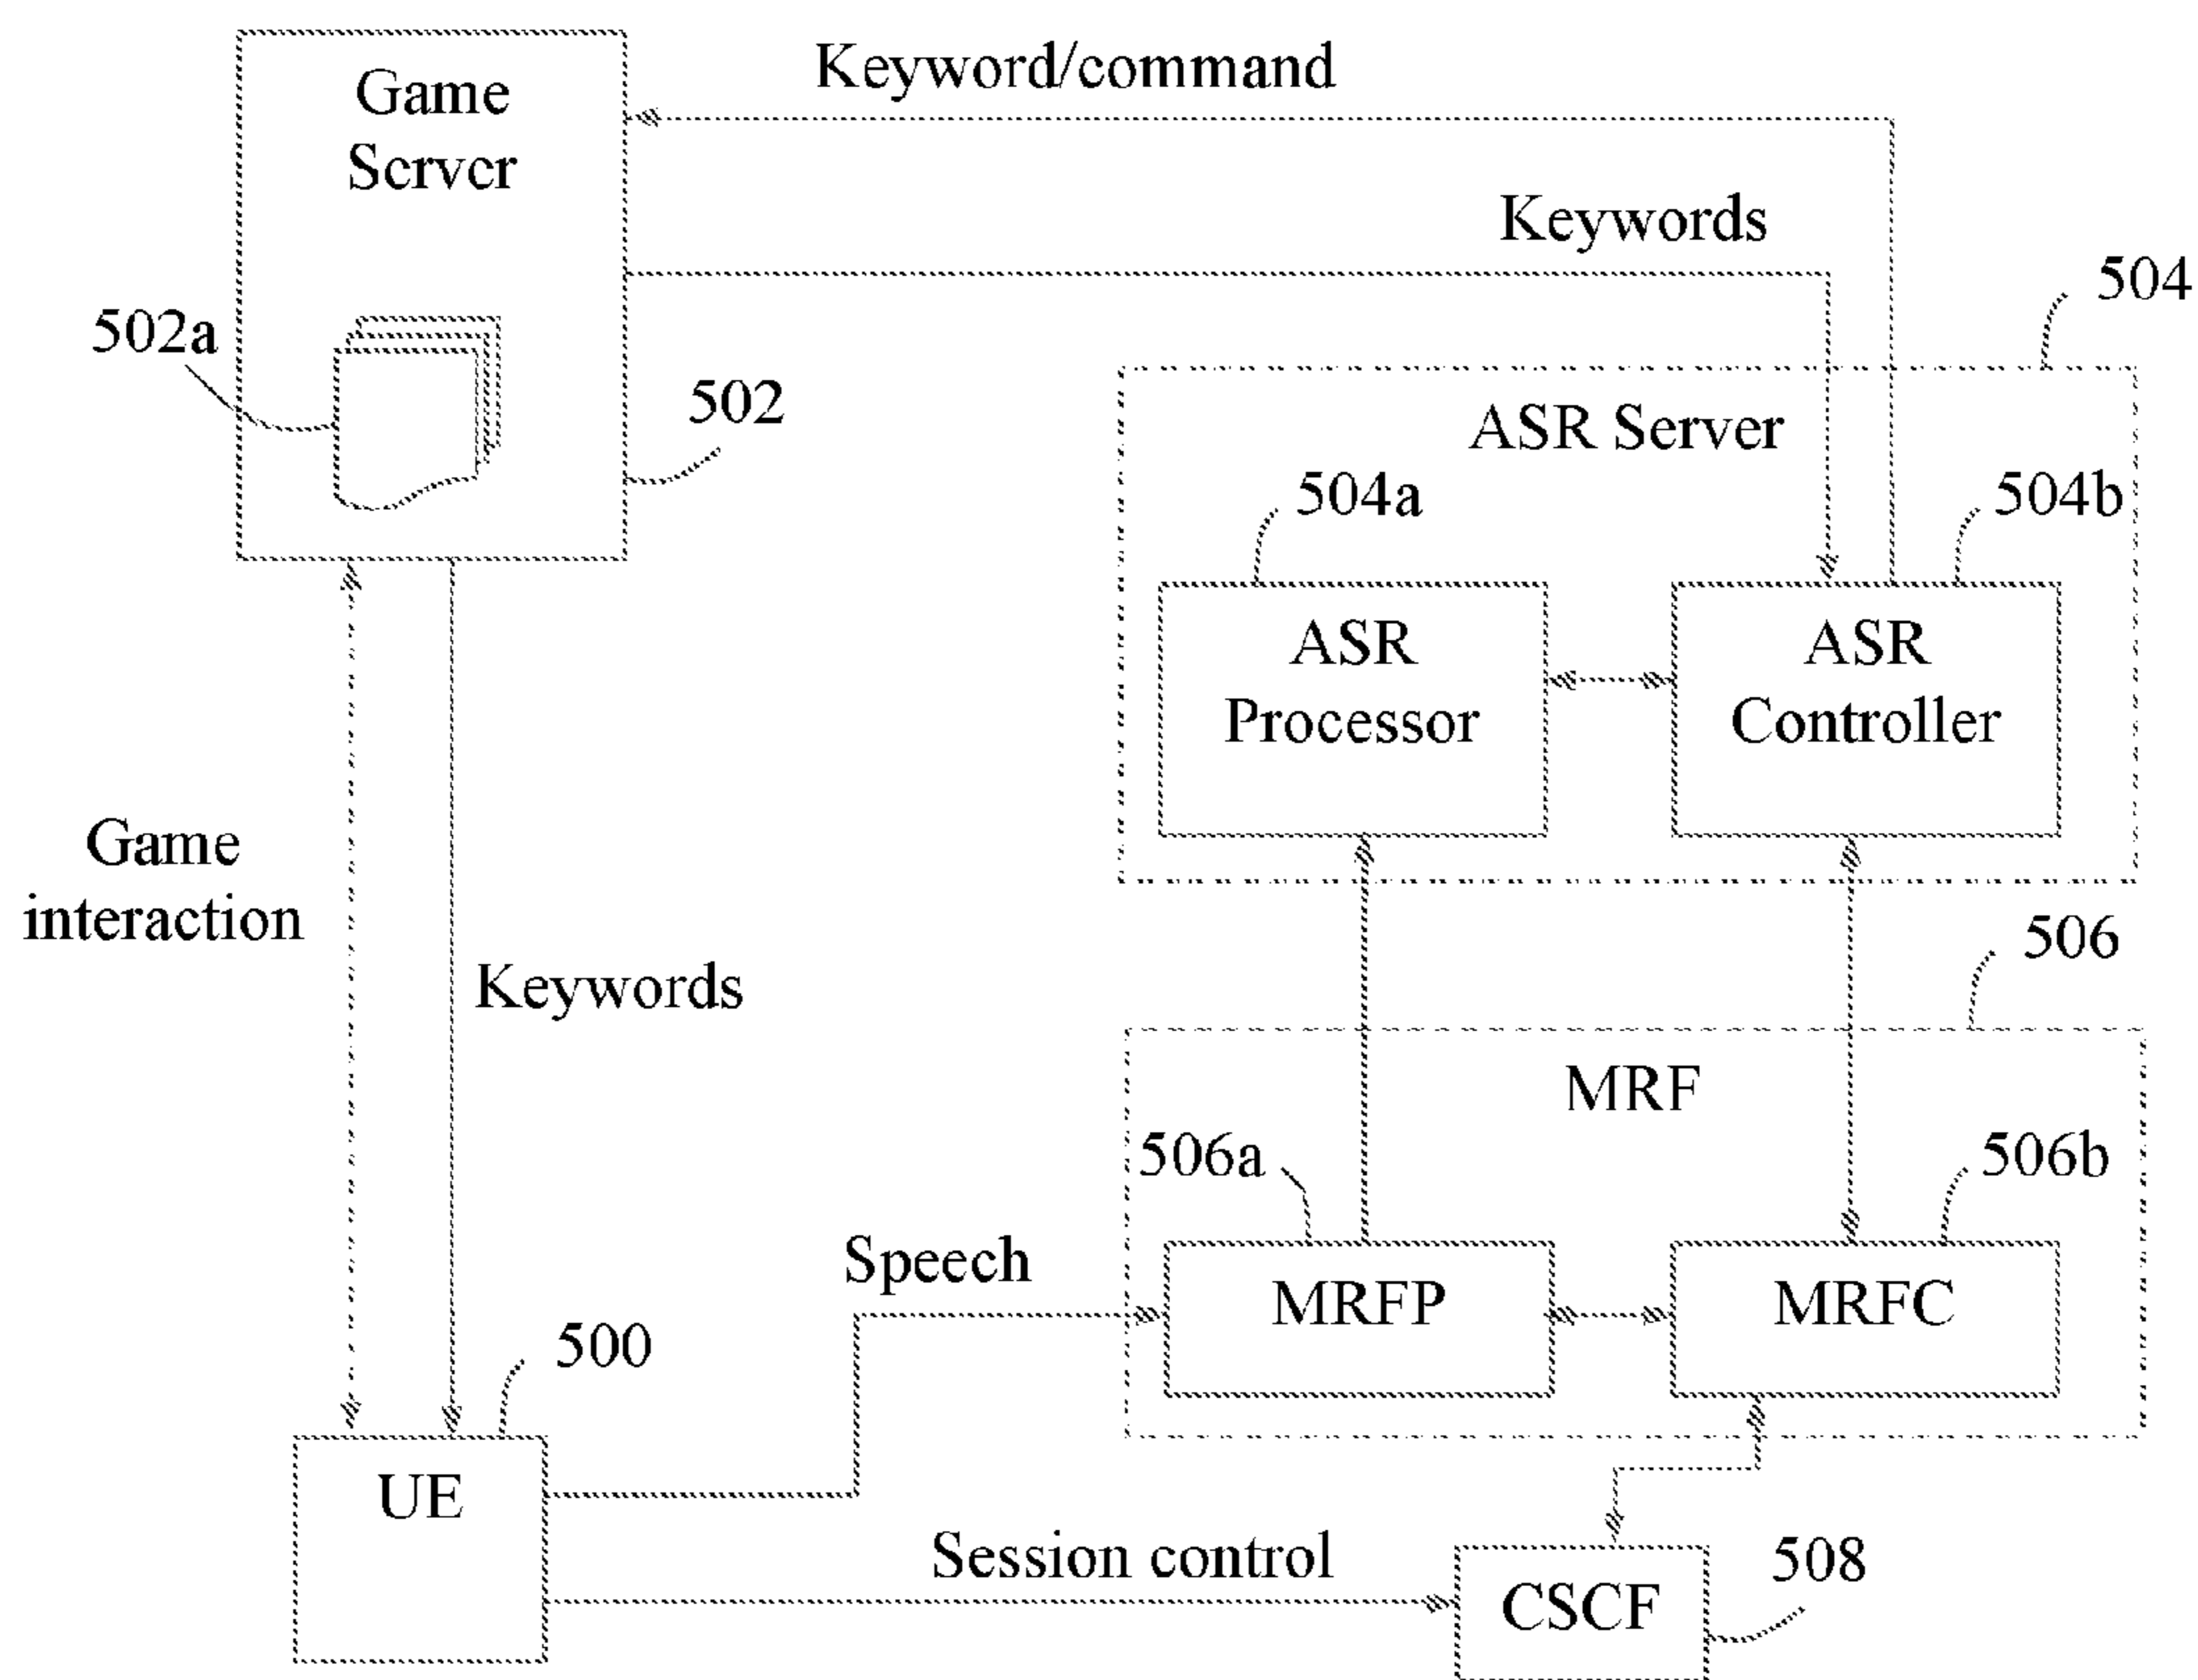 Game
Server
Keyword/command
Keywords
504
502a
502
ASR Server
504a
504b
ASR
Processor
ASR
Controller
Game
interaction
Keywords
506
MRF
506a
506b
Speech
MRFP
MRFC
500
UE
Session control
508
CSCF